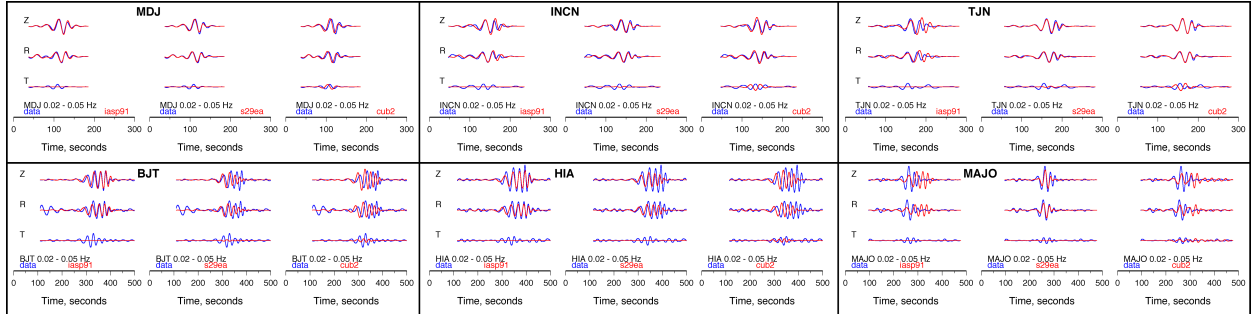 MDJ
Z
R
T
MDJ 0.02 - 0.05 Hz
data iasp91
MDJ 0.02 - 0.05 Hz
data s29ea
MDJ 0.02 - 0.05 Hz
data cub2
0 100 200 300
0 100 200 300
0 100 200 300
Time, seconds
Time, seconds
Time, seconds
INCN
Z
R
T
INCN 0.02 - 0.05 Hz
data iasp91
INCN 0.02 - 0.05 Hz
data s29ea
INCN 0.02 - 0.05 Hz
data cub2
0 100 200 300
0 100 200 300
0 100 200 300
Time, seconds
Time, seconds
Time, seconds
TJN
Z
R
T
TJN 0.02 - 0.05 Hz
data iasp91
TJN 0.02 - 0.05 Hz
data s29ea
TJN 0.02 - 0.05 Hz
data cub2
0 100 200 300
0 100 200 300
0 100 200 300
Time, seconds
Time, seconds
Time, seconds
BJT
Z
R
T
BJT 0.02 - 0.05 Hz
data iasp91
BJT 0.02 - 0.05 Hz
data s29ea
BJT 0.02 - 0.05 Hz
data cub2
0 100 200 300 400 500
0 100 200 300 400 500
0 100 200 300 400 500
Time, seconds
Time, seconds
Time, seconds
HIA
Z
R
T
HIA 0.02 - 0.05 Hz
data iasp91
HIA 0.02 - 0.05 Hz
data s29ea
HIA 0.02 - 0.05 Hz
data cub2
0 100 200 300 400 500
0 100 200 300 400 500
0 100 200 300 400 500
Time, seconds
Time, seconds
Time, seconds
MAJO
Z
R
T
MAJO 0.02 - 0.05 Hz
data iasp91
MAJO 0.02 - 0.05 Hz
data s29ea
MAJO 0.02 - 0.05 Hz
data cub2
0 100 200 300 400 500
0 100 200 300 400 500
0 100 200 300 400 500
Time, seconds
Time, seconds
Time, seconds